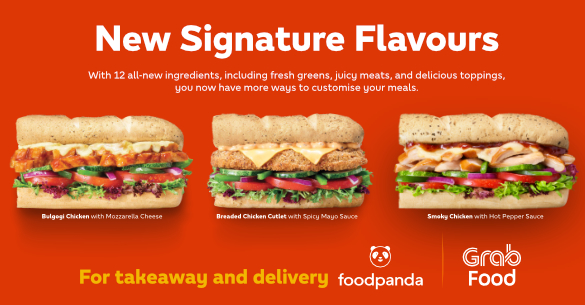 New Signature Flavours
With 12 all-new ingredients, including fresh greens, juicy meats, and delicious toppings,
you now have more ways to customise your meals.
Bulgogi Chicken with Mozzarella Cheese
Breaded Chicken Cutlet with Spicy Mayo Sauce
Smoky Chicken with Hot Pepper Sauce
For takeaway and delivery
foodpanda
Grab
Food